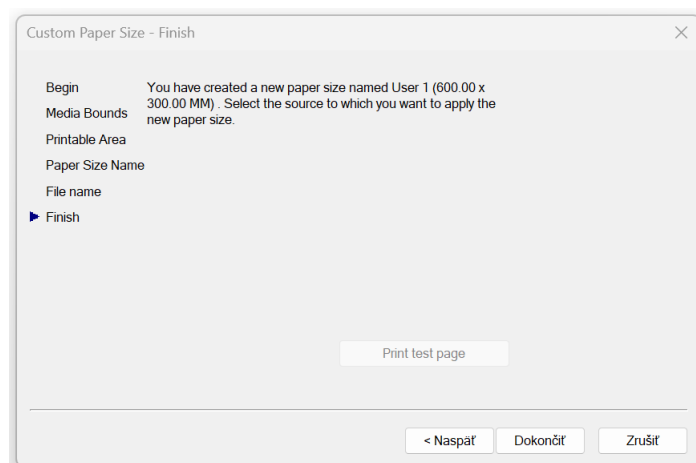 Custom Paper Size - Finish
Begin
Media Bounds
Printable Area
Paper Size Name
File name
Finish
You have created a new paper size named User 1 (600.00 x
300.00 MM) . Select the source to which you want to apply the
new paper size.
Print test page
< Naspäť
Dokončiť
Zrušiť